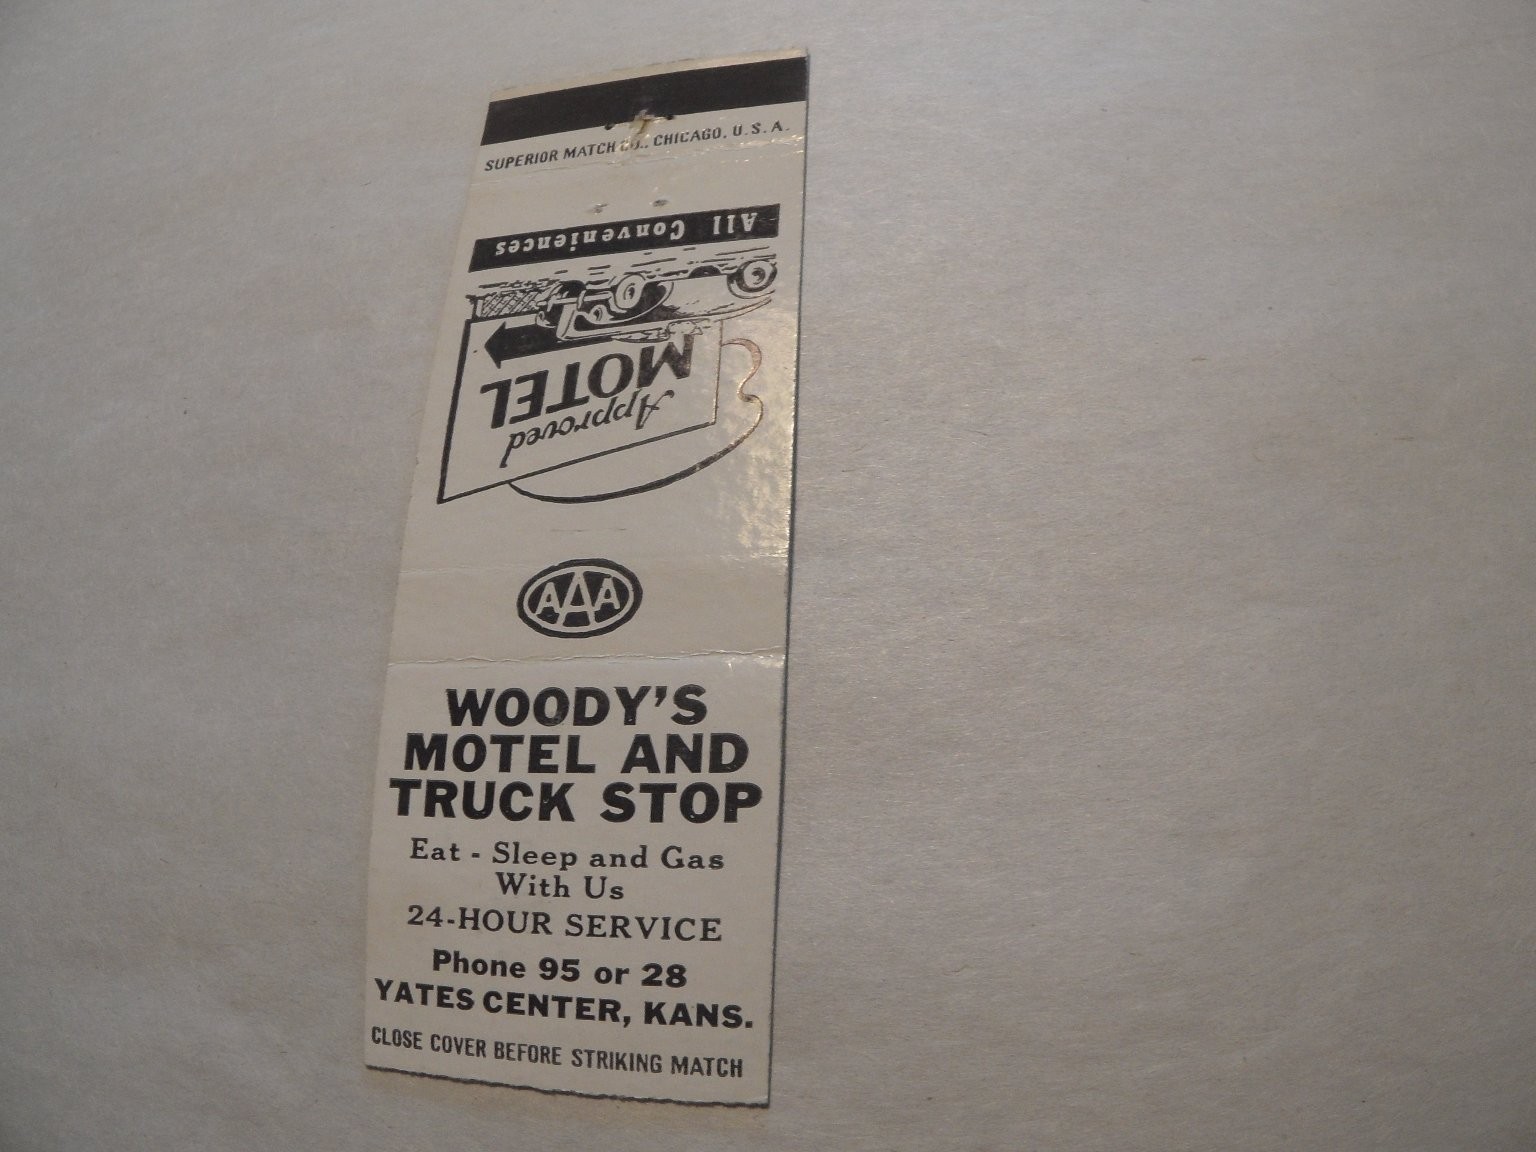 SUPERIOR MATCH CO., CHICAGO, U.S.A.
Approved
MOTEL
All Conveniences
AAA
WOODY'S
MOTEL AND
TRUCK STOP
Eat - Sleep and Gas
With Us
24-HOUR SERVICE
Phone 95 or 28
YATES CENTER, KANS.
CLOSE COVER BEFORE STRIKING MATCH